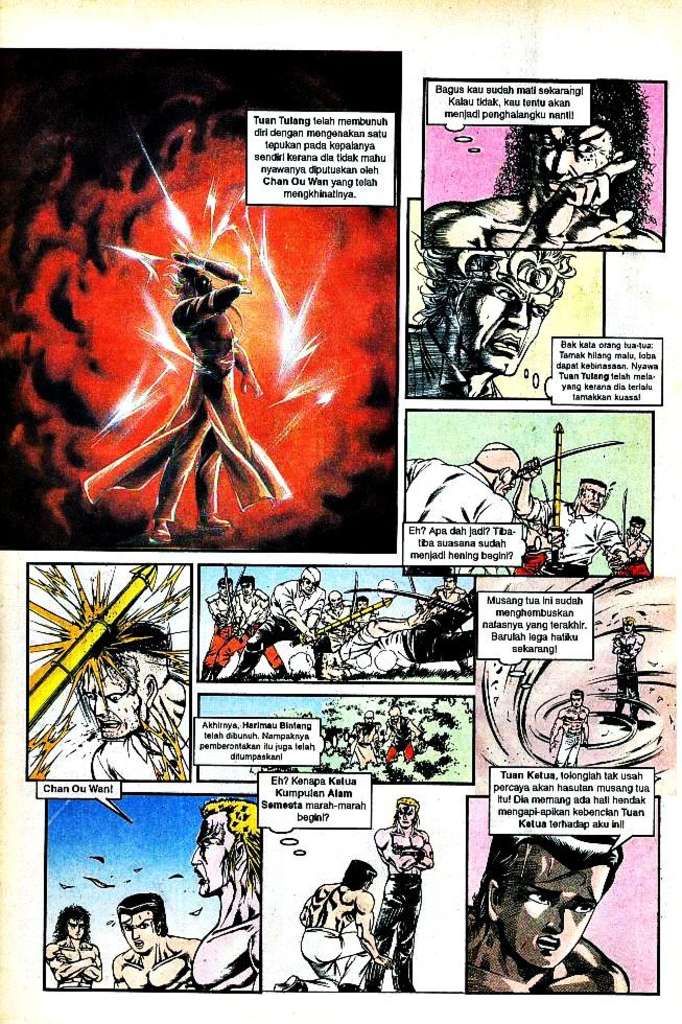 Tuan Tulang telah membunuh
diri dengan mengenakan satu
tepukan pada kepalanya
sendiri kerana dia tidak mahu
nyawanya diputuskan oleh
Chan Ou Wan yang telah
mengkhinatinya.
Bagus kau sudah mati sekarang!
Kalau tidak, kau tentu akan
menjadi penghalangku nanti!
Bak kata orang tua-tua:
Tamak hilang malu, loba
dapat kebinasaan. Nyawa
Tuan Tulang telah mela-
yang kerana dia terlalu
tamakkan kuasa!
Eh? Apa dah jadi? Tiba-
tiba suasana sudah
menjadi hening begini?
Musang tua ini sudah
menghembuskan
nafasnya yang terakhir.
Barulah lega hatiku
sekarang!
Akhirnya, Harimau Bintang
telah dibunuh. Nampaknya
pemberontakan itu juga telah
ditumpaskan!
Chan Ou Wan!
Eh? Kenapa Ketua
Kumpulan Alam
Semesta marah-marah
begini?
Tuan Ketua, tolonglah tak usah
percaya akan hasutan musang tua
itu! Dia memang ada hati hendak
mengapi-apikan kebencian Tuan
Ketua terhadap aku ini!